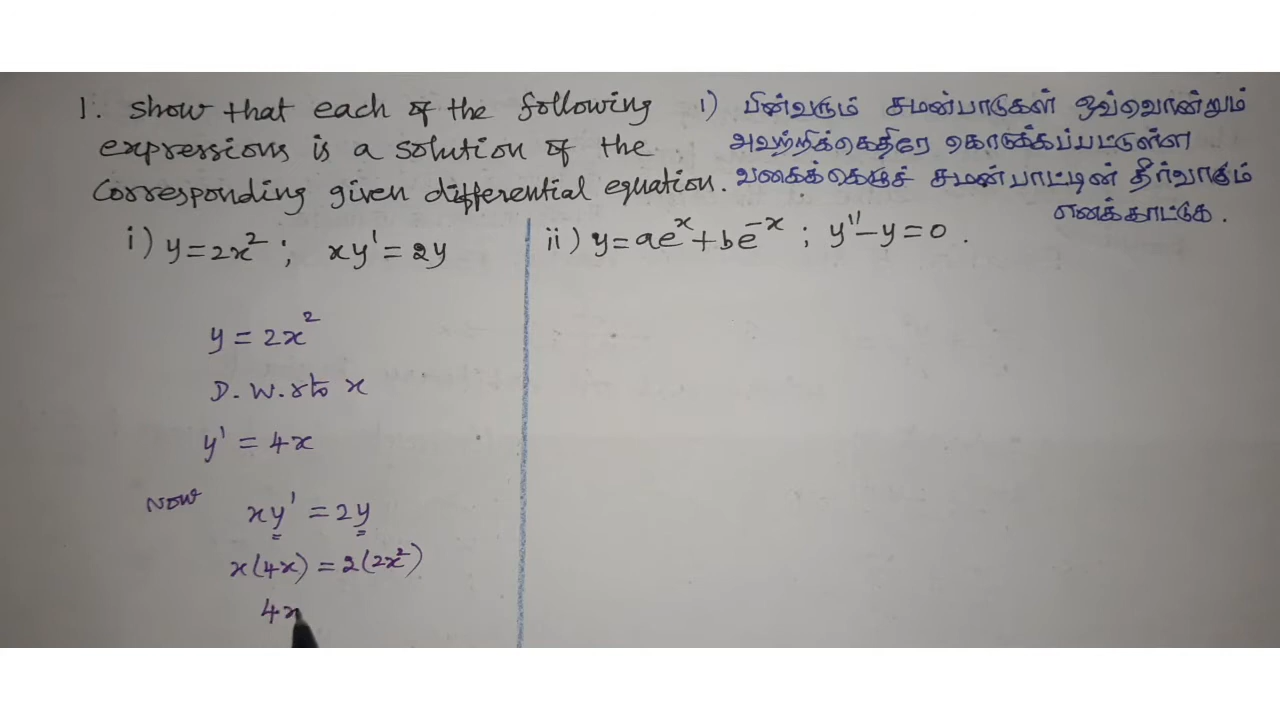 1. Show that each of the following
expressions is a solution of the
corresponding given differential equation.
1) பின்வரும் சமன்பாடுகள் ஒவ்வொன்றும்
அவற்றிக்கெதிரே கொடுக்கப்பட்டுள்ள
வகைக்கெழுச் சமன்பாட்டின் தீர்வாகும்
எனக்காட்டுக.
i) y=2x²; xy'=2y
y = 2x²
D.W.r.to x
y' = 4x
Now xy' = 2y
x(4x) = 2(2x²)
4x
ii) y=ae^x+be^-x; y''-y=0.